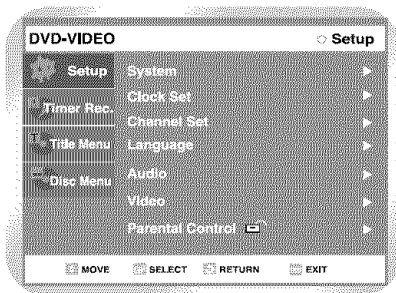 DVD-VIDEO
Setup
Setup
System
Clock Set
Timer Rec.
Channel Set
Title Menu
Language
Disc Menu
Audio
Video
Parental Control
MOVE SELECT RETURN EXIT